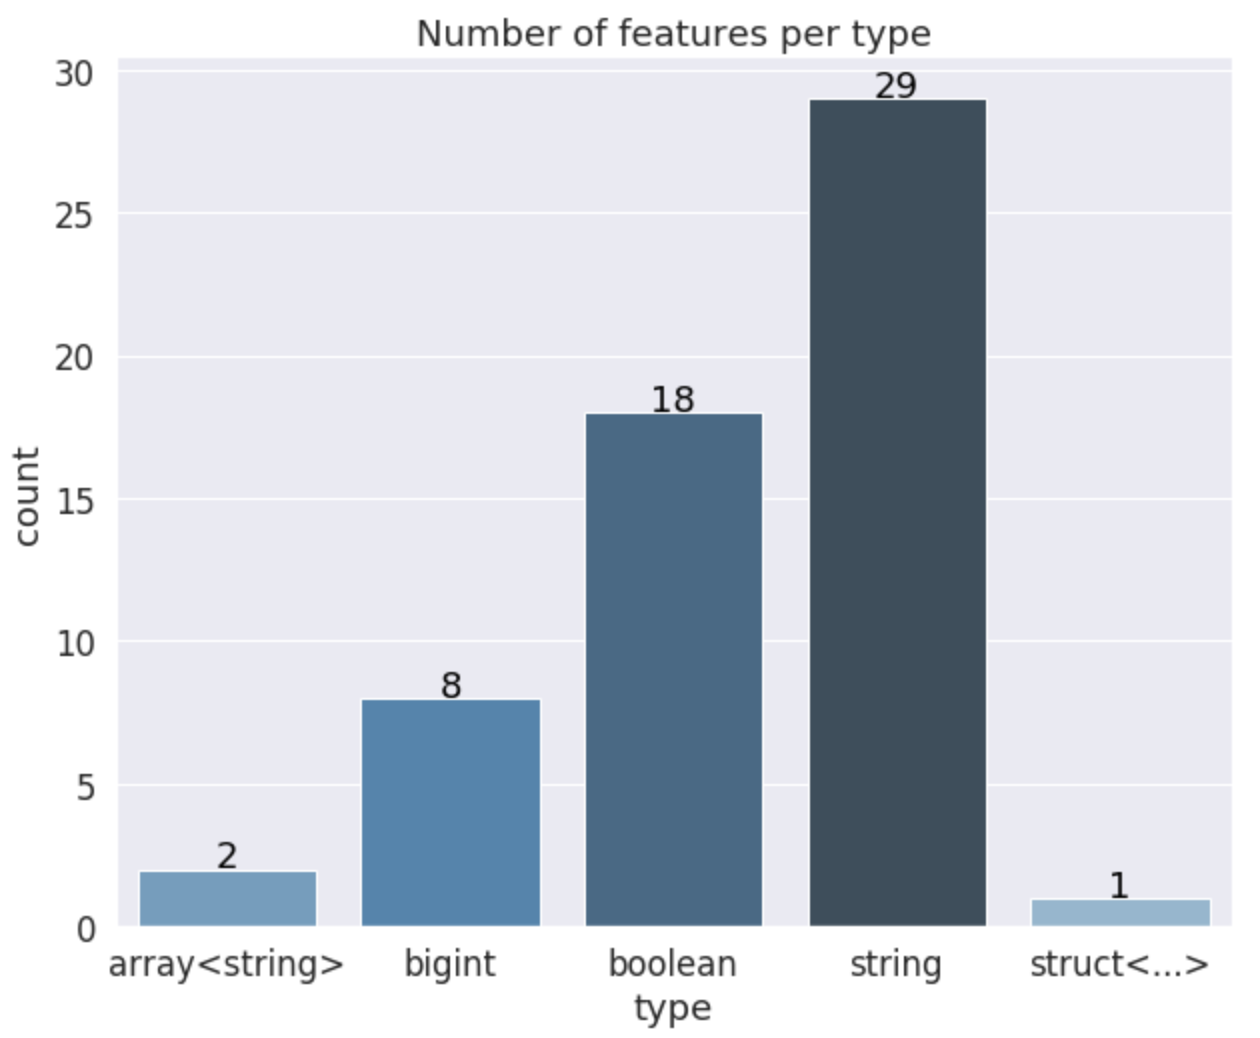 Number of features per type
30
25
20
15
10
5
0
count
2
8
18
29
1
array<string>
bigint
boolean
string
struct<...>
type